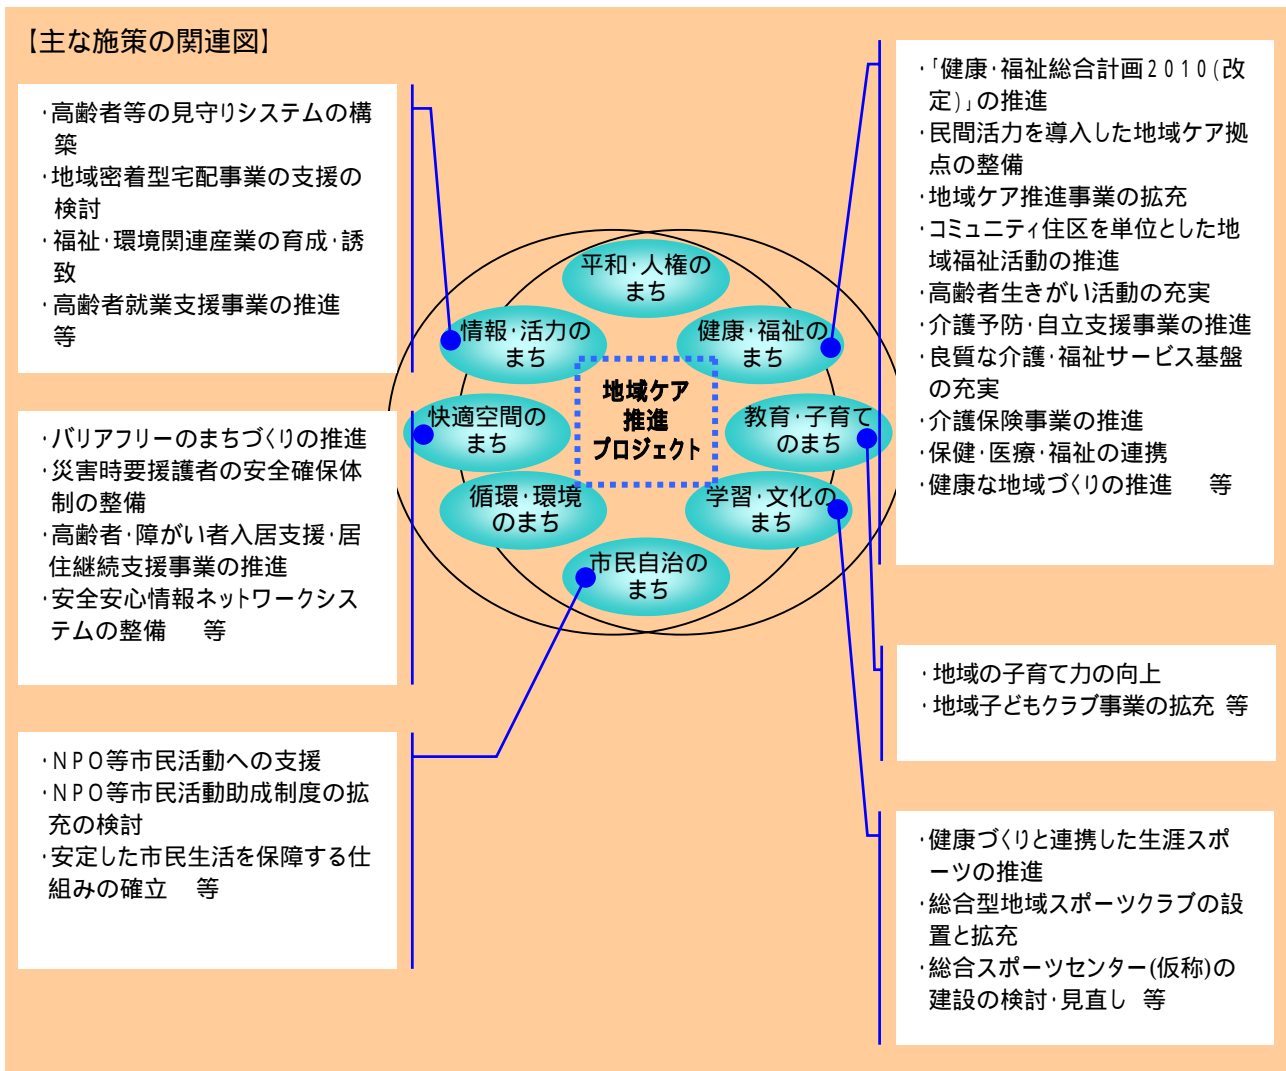 【主な施策の関連図】
・高齢者等の見守りシステムの構
築
・地域密着型宅配事業の支援の
検討
・福祉・環境関連産業の育成・誘
致
・高齢者就業支援事業の推進
等
・バリアフリーのまちづくりの推進
・災害時要援護者の安全確保体
制の整備
・高齢者・障がい者入居支援・居
住継続支援事業の推進
・安全安心情報ネットワークシス
テムの整備　等
・NPO等市民活動への支援
・NPO等市民活動助成制度の拡
充の検討
・安定した市民生活を保障する仕
組みの確立　等
平和・人権の
まち
情報・活力の
まち
健康・福祉の
まち
地域ケア
推進
プロジェクト
快適空間の
まち
教育・子育て
のまち
循環・環境
のまち
学習・文化の
まち
市民自治の
まち
・「健康・福祉総合計画2010(改
定)」の推進
・民間活力を導入した地域ケア拠
点の整備
・地域ケア推進事業の拡充
・コミュニティ住区を単位とした地
域福祉活動の推進
・高齢者生きがい活動の充実
・介護予防・自立支援事業の推進
・良質な介護・福祉サービス基盤
の充実
・介護保険事業の推進
・保健・医療・福祉の連携
・健康な地域づくりの推進　等
・地域の子育て力の向上
・地域子どもクラブ事業の拡充 等
・健康づくりと連携した生涯スポ
ーツの推進
・総合型地域スポーツクラブの設
置と拡充
・総合スポーツセンター(仮称)の
建設の検討・見直し 等